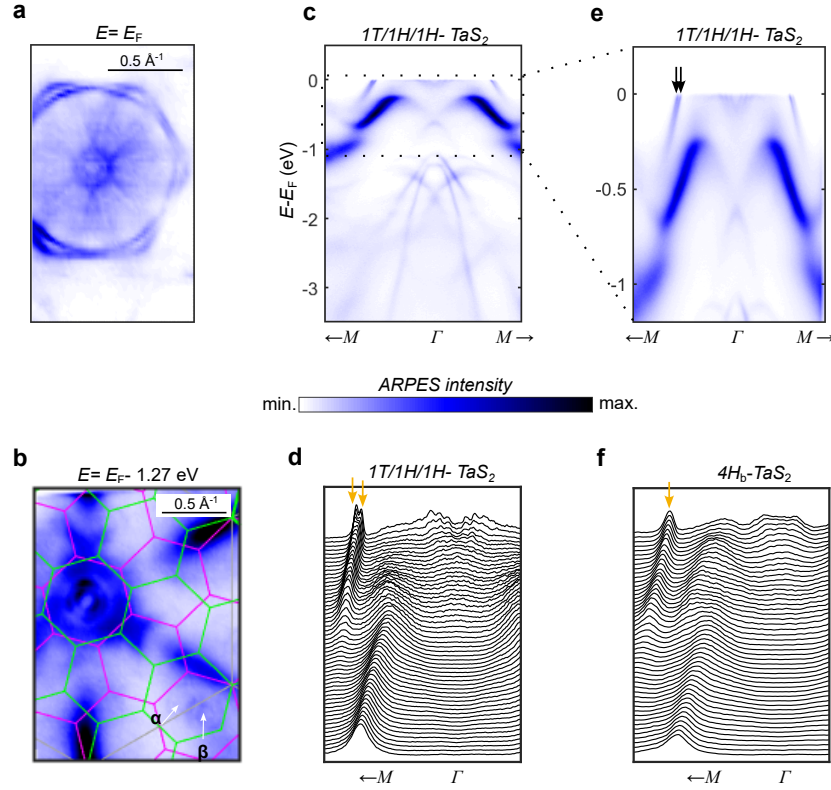 a
E= E_F
0.5 Å⁻¹
c
1T/1H/1H- TaS₂
E-E_F (eV)
0
-1
-2
-3
←M
Γ
M→
e
1T/1H/1H- TaS₂
0
-0.5
-1
←M
Γ
M→
ARPES intensity
min.
max.
b
E= E_F- 1.27 eV
0.5 Å⁻¹
α
β
d
1T/1H/1H- TaS₂
←M
Γ
f
4H_b-TaS₂
←M
Γ